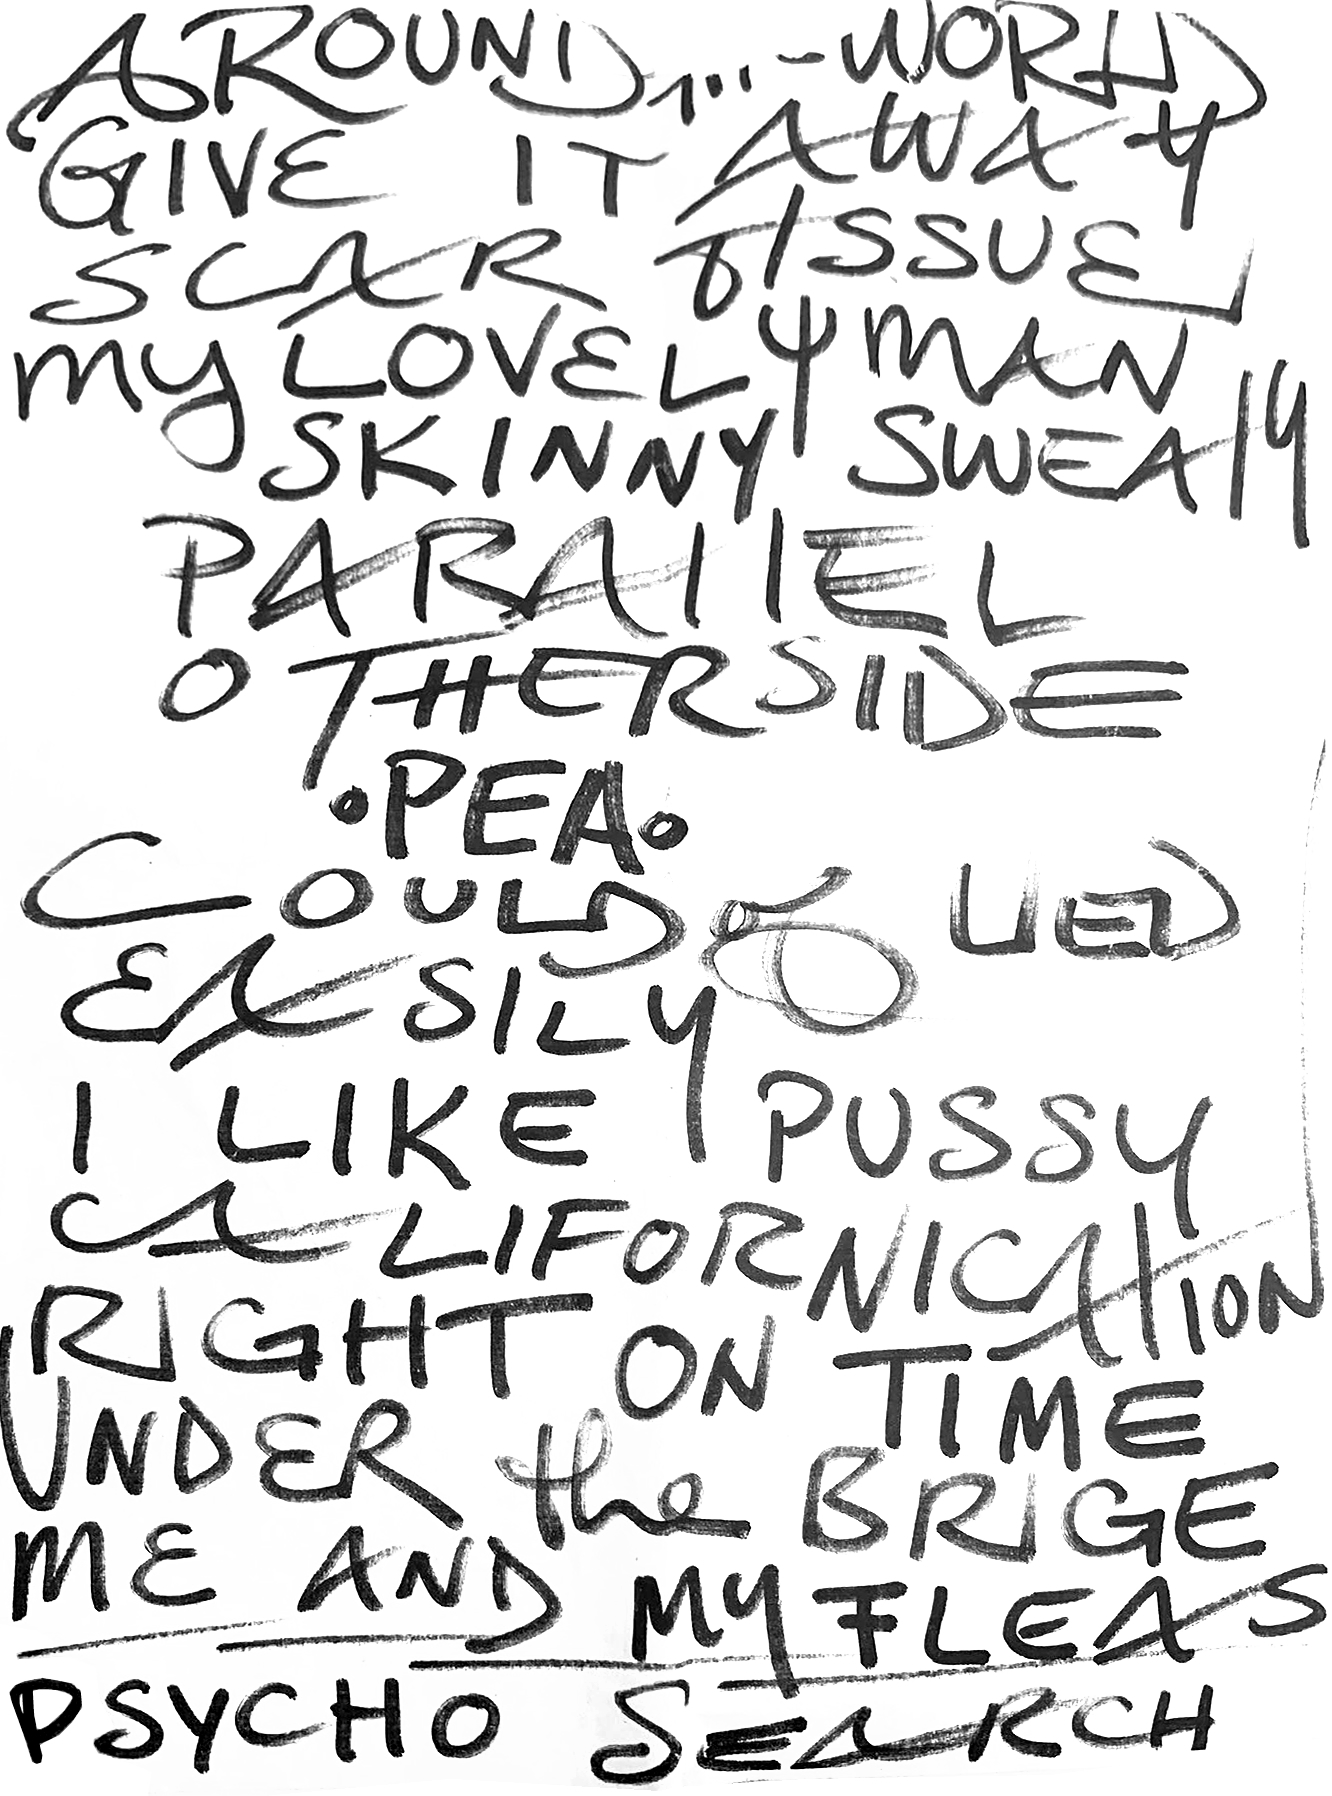 AROUND...-WORLD
GIVE IT AWAY
SCAR TISSUE
MY LOVELY MAN
SKINNY SWEATY
PARALLEL
OTHERSIDE
•PEA•
COULD LIED
EASILY
I LIKE PUSSY
CALIFORNICATION
RIGHT ON TIME
UNDER the BRIGE
ME AND MY FLEAS
PSYCHO SEARCH